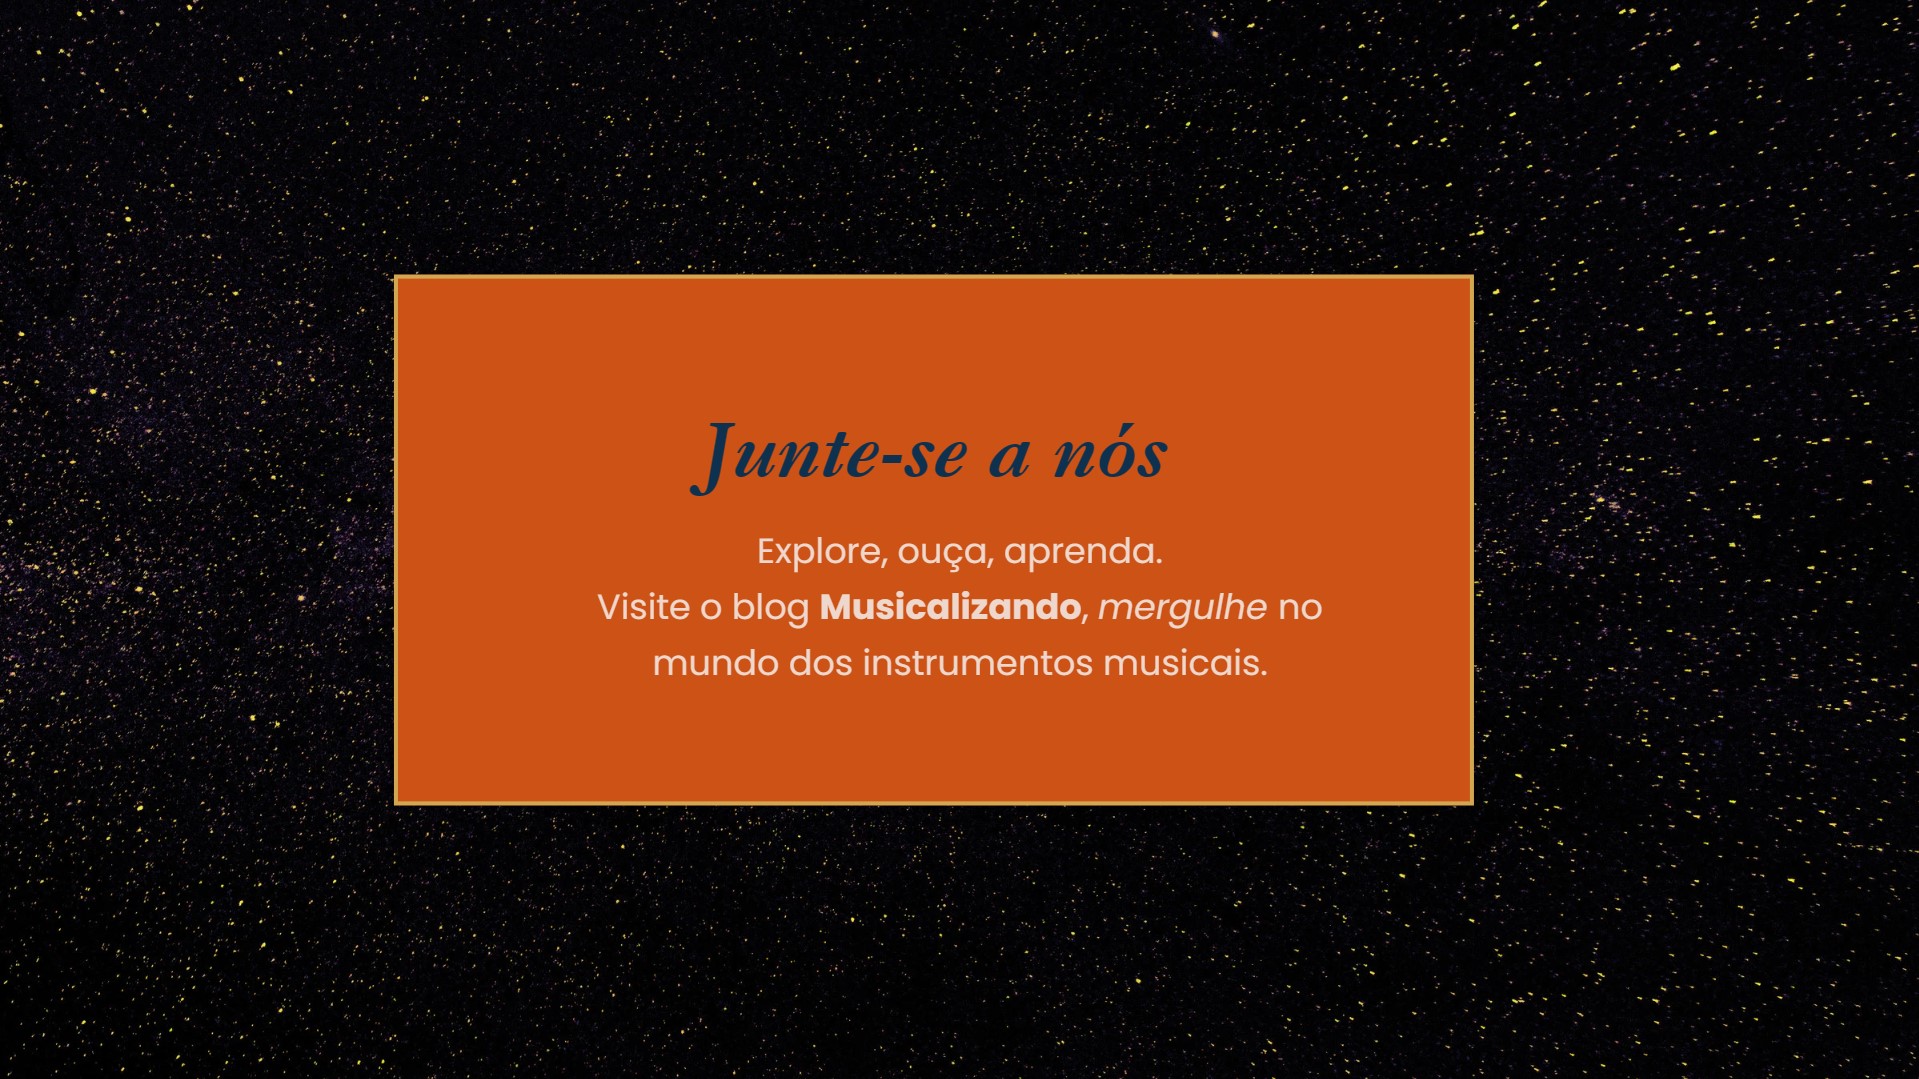 Junte-se a nós
Explore, ouça, aprenda.
Visite o blog Musicalizando, mergulhe no
mundo dos instrumentos musicais.